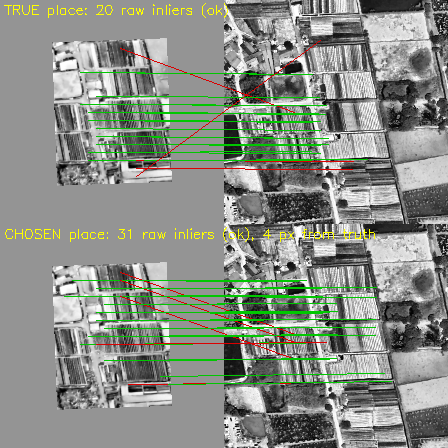 TRUE place: 20 raw inliers (ok)
CHOSEN place: 31 raw inliers (ok), 4 px from truth